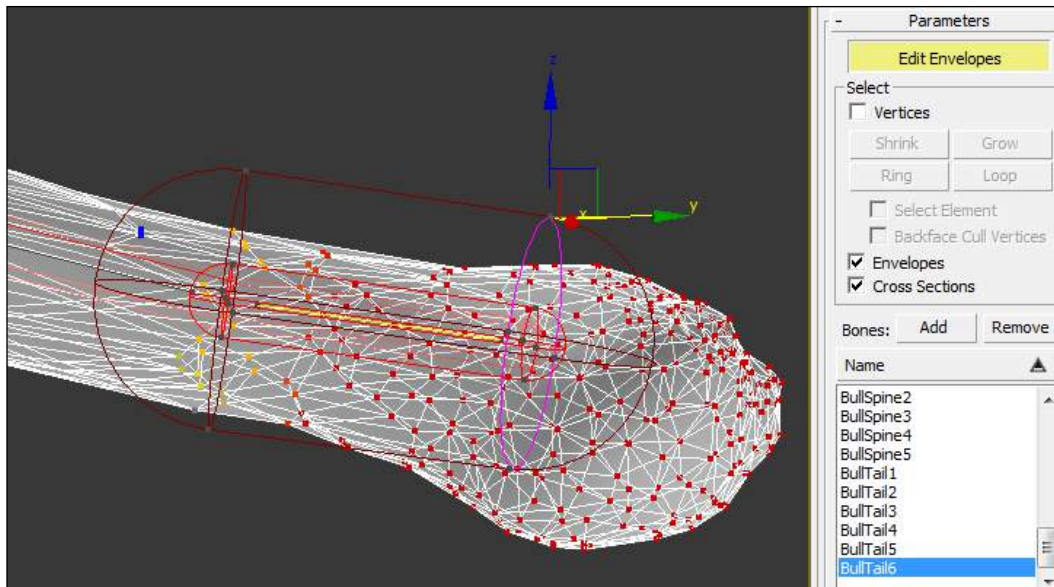 z
x
y
- Parameters
Edit Envelopes
Select
Vertices
Shrink Grow
Ring Loop
Select Element
Backface Cull Vertices
Envelopes
Cross Sections
Bones: Add Remove
Name
BullSpine2
BullSpine3
BullSpine4
BullSpine5
BullTail1
BullTail2
BullTail3
BullTail4
BullTail5
BullTail6